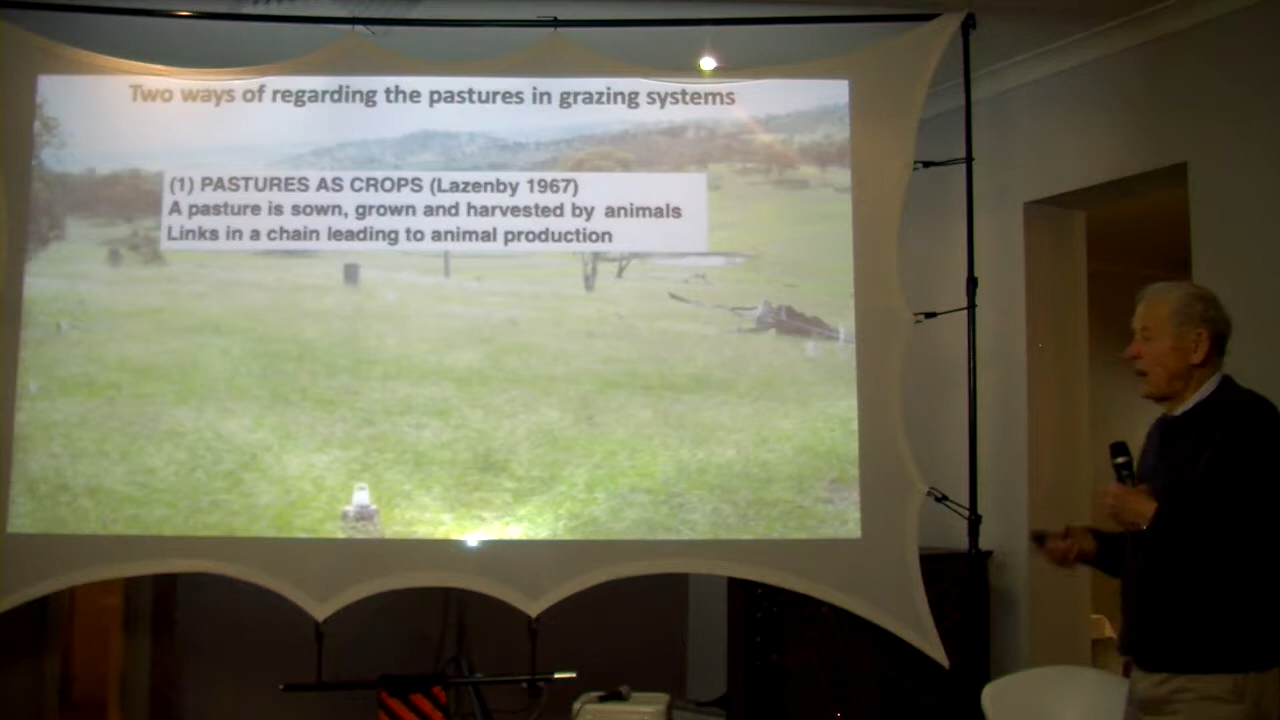 Two ways of regarding the pastures in grazing systems
(1) PASTURES AS CROPS (Lazenby 1967)
A pasture is sown, grown and harvested by animals
Links in a chain leading to animal production